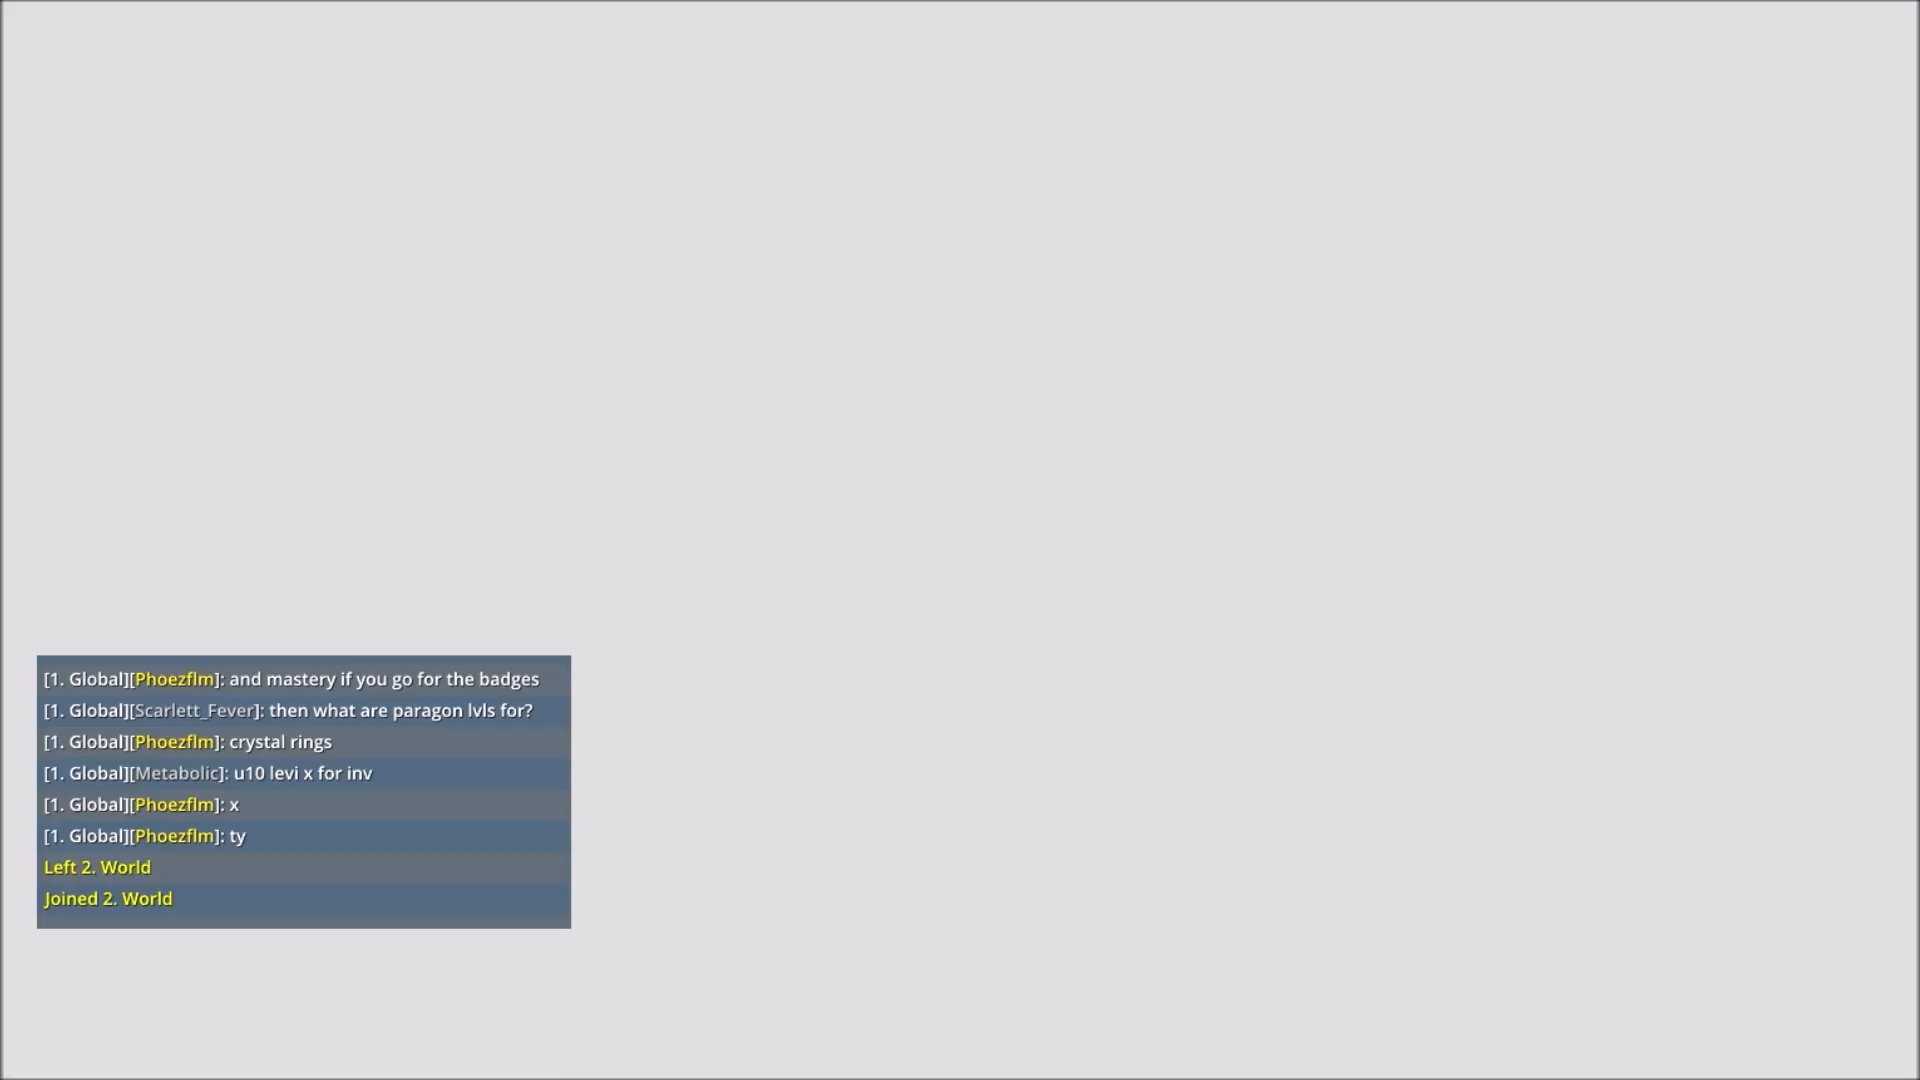 [1. Global][Phoezflm]: and mastery if you go for the badges
[1. Global][Scarlett_Fever]: then what are paragon lvls for?
[1. Global][Phoezflm]: crystal rings
[1. Global][Metabolic]: u10 levi x for inv
[1. Global][Phoezflm]: x
[1. Global][Phoezflm]: ty
Left 2. World
Joined 2. World